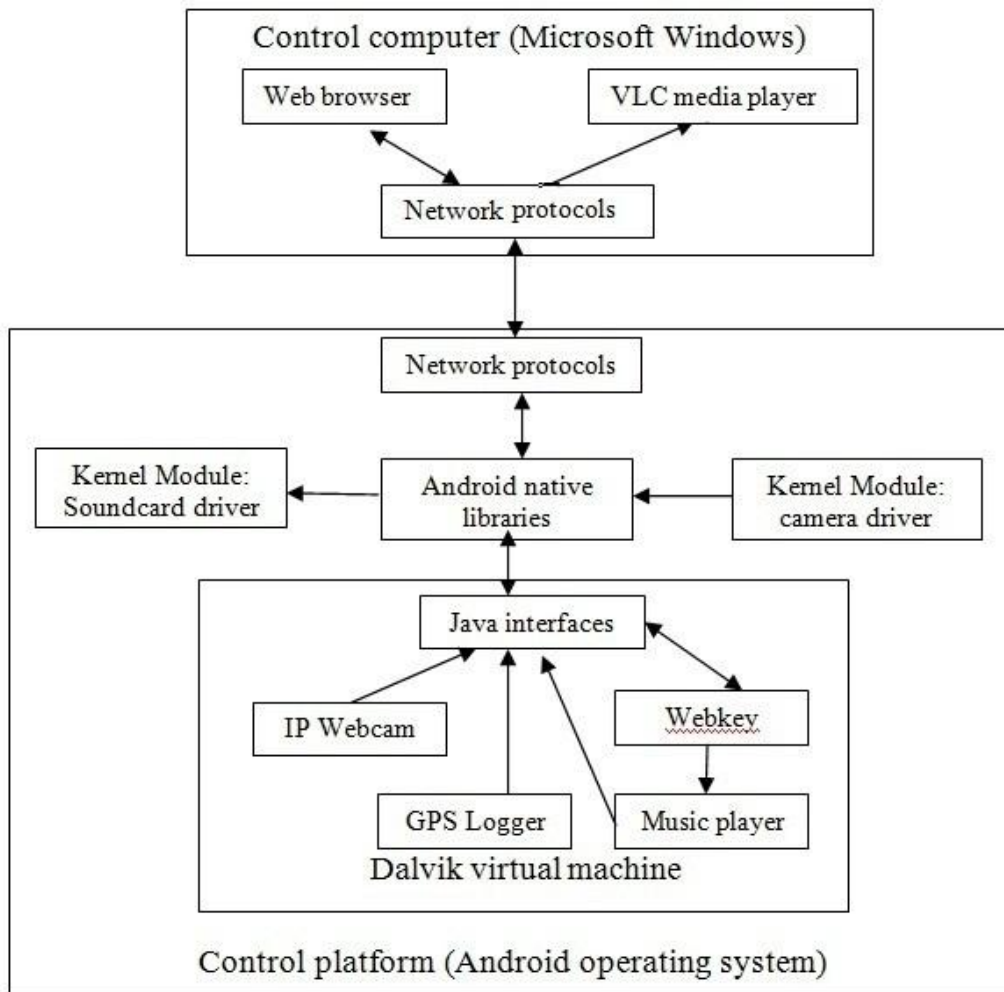 Control computer (Microsoft Windows)
Web browser
VLC media player
Network protocols
Network protocols
Kernel Module:
Soundcard driver
Android native
libraries
Kernel Module:
camera driver
Java interfaces
IP Webcam
Webkey
GPS Logger
Music player
Dalvik virtual machine
Control platform (Android operating system)